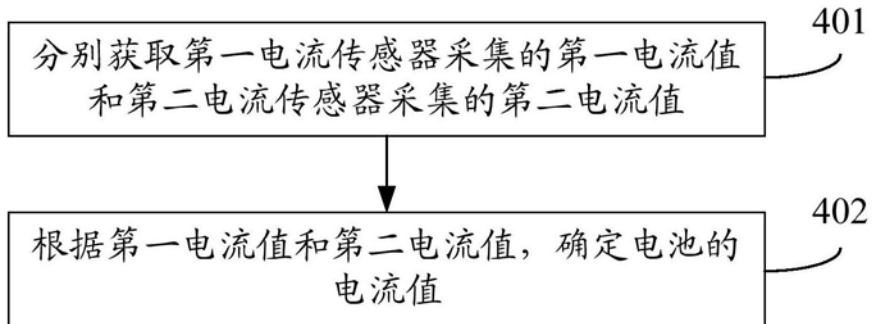 分别获取第一电流传感器采集的第一电流值
和第二电流传感器采集的第二电流值
401
根据第一电流值和第二电流值，确定电池的
电流值
402